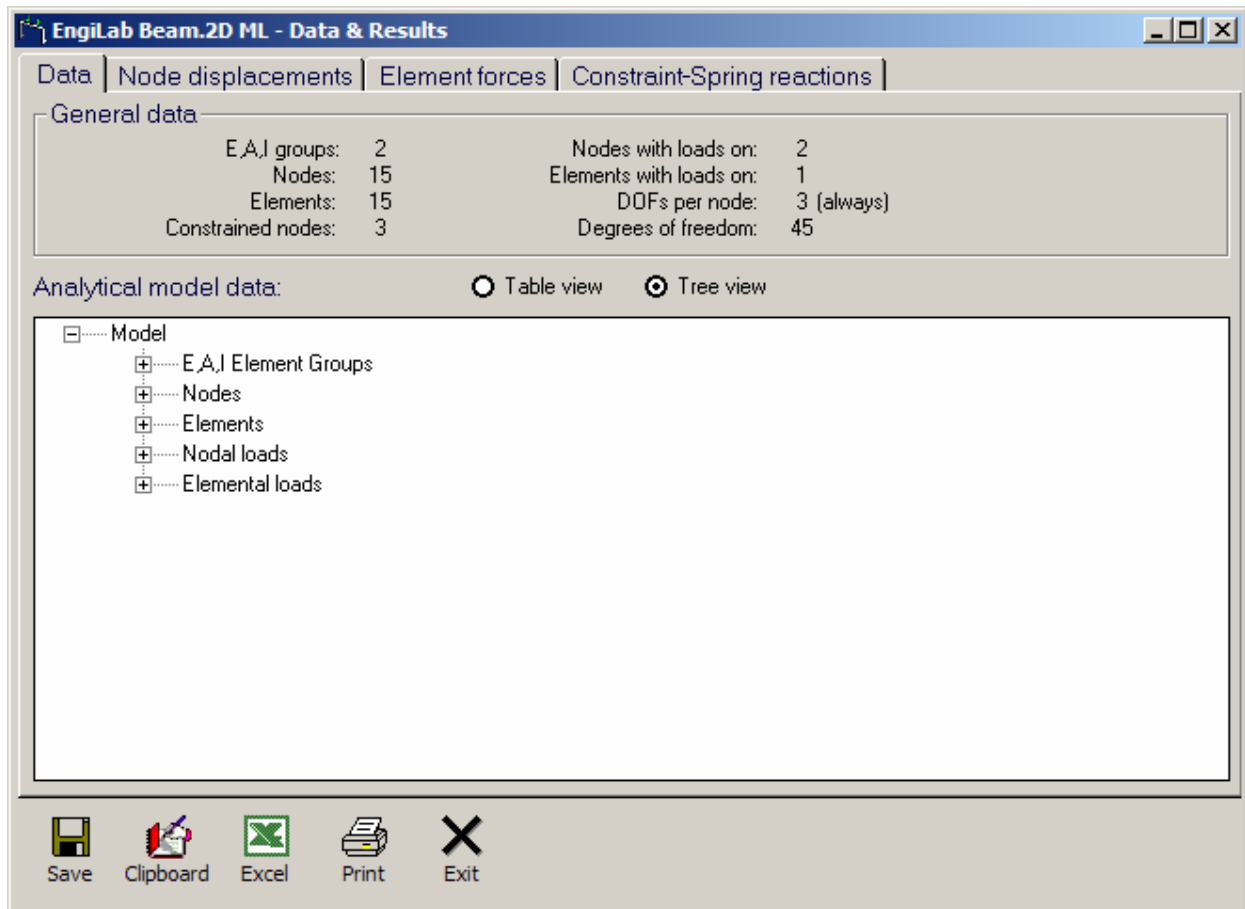 EngiLab Beam.2D ML - Data & Results
Data Node displacements Element forces Constraint-Spring reactions
General data
E,A,I groups: 2 Nodes with loads on: 2
Nodes: 15 Elements with loads on: 1
Elements: 15 DOFs per node: 3 (always)
Constrained nodes: 3 Degrees of freedom: 45
Analytical model data: Table view Tree view
Model
E,A,I Element Groups
Nodes
Elements
Nodal loads
Elemental loads
Save Clipboard Excel Print Exit